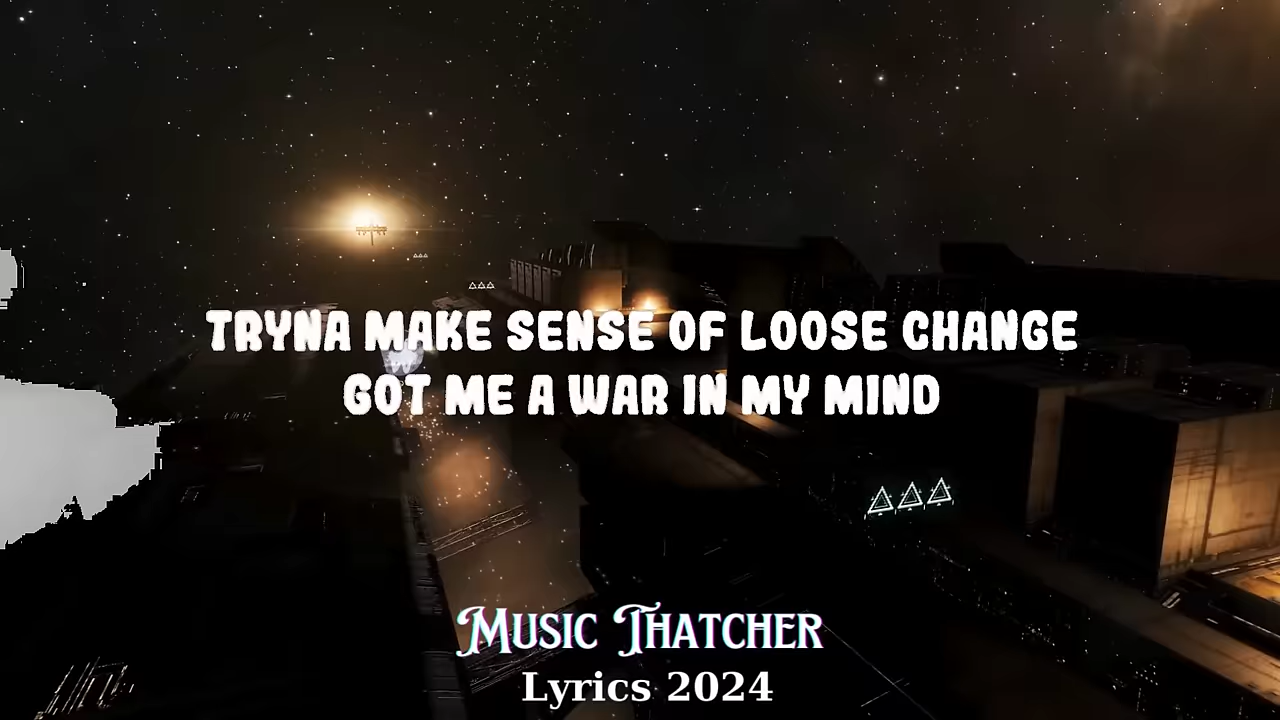 TRYNA MAKE SENSE OF LOOSE CHANGE
GOT ME A WAR IN MY MIND
MUSIC THATCHER
Lyrics 2024